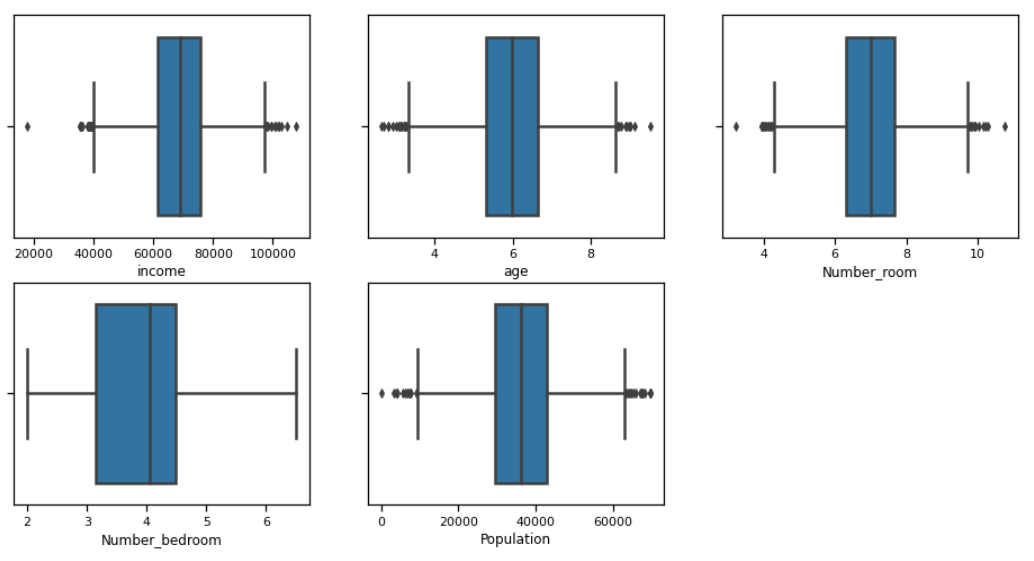 20000 40000 60000 80000 100000
income
4 6 8
age
4 6 8 10
Number_room
2 3 4 5 6
Number_bedroom
0 20000 40000 60000
Population